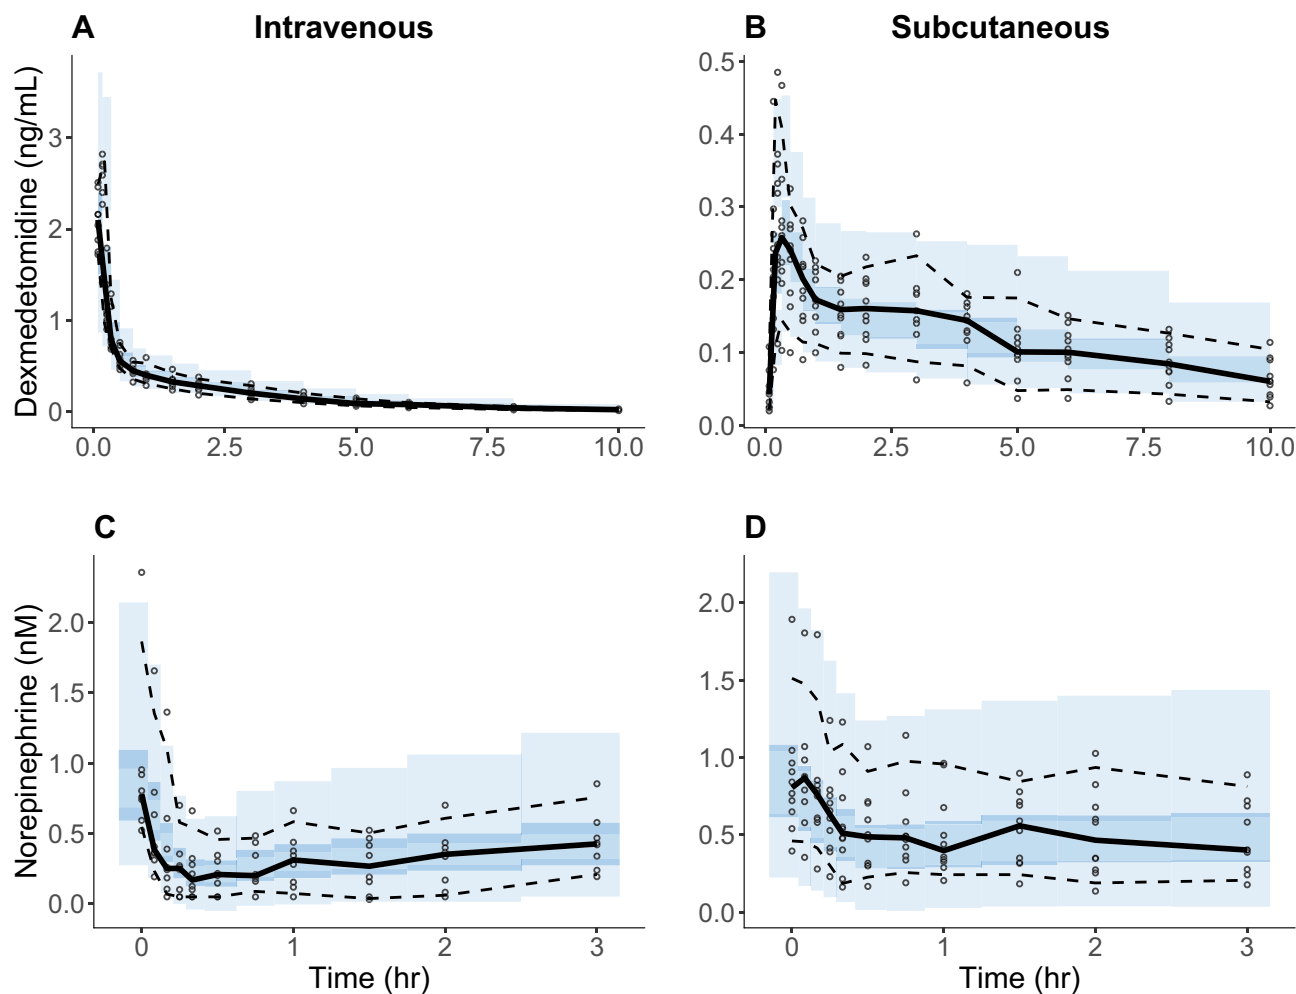 A Intravenous
B Subcutaneous
Dexmedetomidine (ng/mL)
3
2
1
0
0.0 2.5 5.0 7.5 10.0
0.5
0.4
0.3
0.2
0.1
0.0
0.0 2.5 5.0 7.5 10.0
C
D
Norepinephrine (nM)
2.0
1.5
1.0
0.5
0.0
0 1 2 3
Time (hr)
2.0
1.5
1.0
0.5
0.0
0 1 2 3
Time (hr)